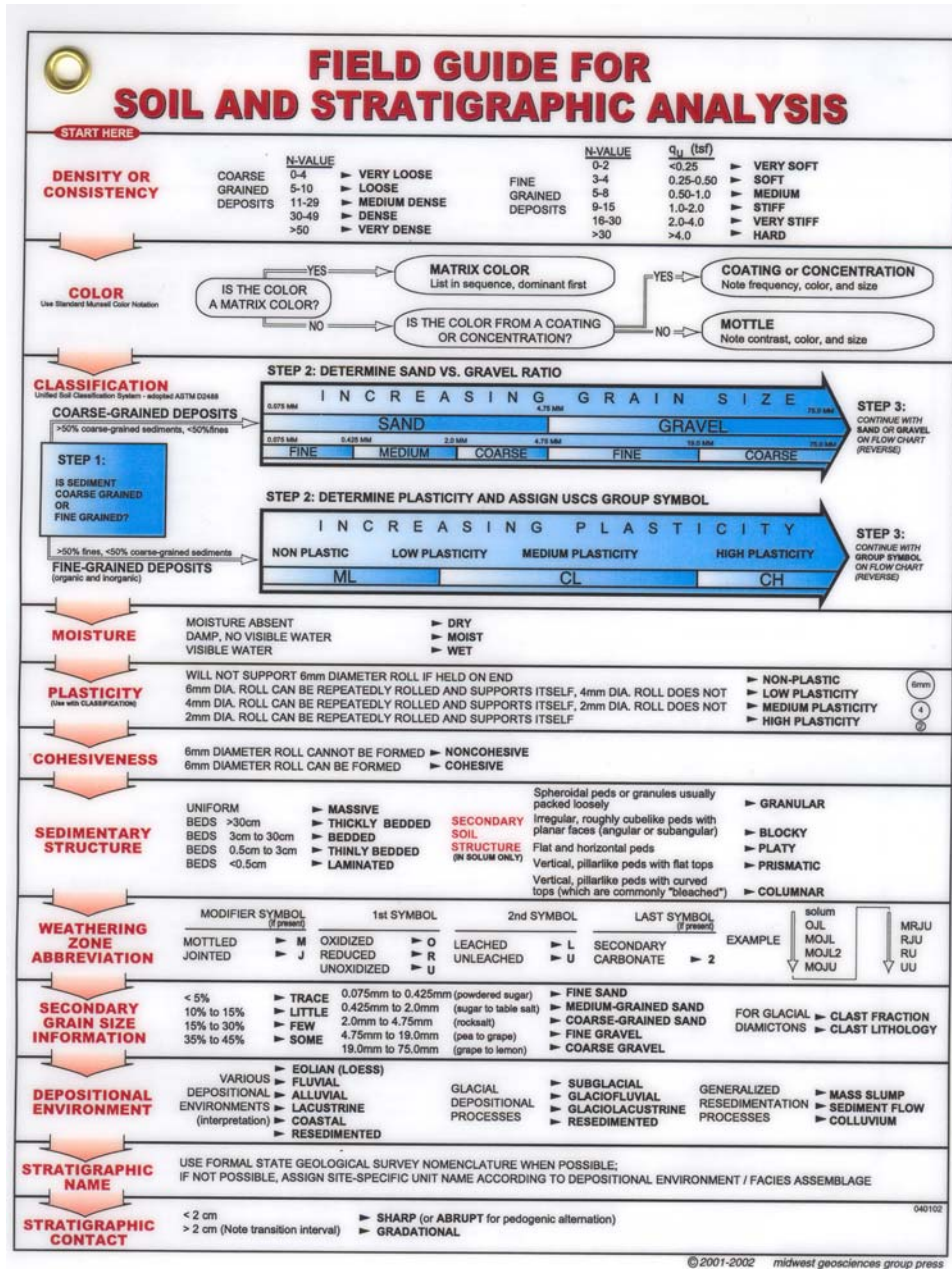 FIELD GUIDE FOR
SOIL AND STRATIGRAPHIC ANALYSIS
START HERE
DENSITY OR
CONSISTENCY
COARSE
GRAINED
DEPOSITS
N-VALUE
0-4 ► VERY LOOSE
5-10 ► LOOSE
11-29 ► MEDIUM DENSE
30-49 ► DENSE
>50 ► VERY DENSE
FINE
GRAINED
DEPOSITS
N-VALUE qU (tsf)
0-2 <0.25 ► VERY SOFT
3-4 0.25-0.50 ► SOFT
5-8 0.50-1.0 ► MEDIUM
9-15 1.0-2.0 ► STIFF
16-30 2.0-4.0 ► VERY STIFF
>30 >4.0 ► HARD
COLOR
Use Standard Munsell Color Notation
IS THE COLOR
A MATRIX COLOR?
YES
MATRIX COLOR
List in sequence, dominant first
NO
IS THE COLOR FROM A COATING
OR CONCENTRATION?
YES
COATING or CONCENTRATION
Note frequency, color, and size
NO
MOTTLE
Note contrast, color, and size
CLASSIFICATION
Unified Soil Classification System - adopted ASTM D2488
COARSE-GRAINED DEPOSITS
>50% coarse-grained sediments, <50%fines
STEP 1:
IS SEDIMENT
COARSE GRAINED
OR
FINE GRAINED?
>50% fines, <50% coarse-grained sediments
FINE-GRAINED DEPOSITS
(organic and inorganic)
STEP 2: DETERMINE SAND VS. GRAVEL RATIO
INCREASING GRAIN SIZE
0.075 MM 4.75 MM 75.0 MM
SAND GRAVEL
0.075 MM 0.425 MM 2.0 MM 4.75 MM 19.0 MM 75.0 MM
FINE MEDIUM COARSE FINE COARSE
STEP 3:
CONTINUE WITH
SAND OR GRAVEL
ON FLOW CHART
(REVERSE)
STEP 2: DETERMINE PLASTICITY AND ASSIGN USCS GROUP SYMBOL
INCREASING PLASTICITY
NON PLASTIC LOW PLASTICITY MEDIUM PLASTICITY HIGH PLASTICITY
ML CL CH
STEP 3:
CONTINUE WITH
GROUP SYMBOL
ON FLOW CHART
(REVERSE)
MOISTURE
MOISTURE ABSENT ► DRY
DAMP, NO VISIBLE WATER ► MOIST
VISIBLE WATER ► WET
PLASTICITY
(Use with CLASSIFICATION)
WILL NOT SUPPORT 6mm DIAMETER ROLL IF HELD ON END ► NON-PLASTIC
6mm DIA. ROLL CAN BE REPEATEDLY ROLLED AND SUPPORTS ITSELF, 4mm DIA. ROLL DOES NOT ► LOW PLASTICITY
4mm DIA. ROLL CAN BE REPEATEDLY ROLLED AND SUPPORTS ITSELF, 2mm DIA. ROLL DOES NOT ► MEDIUM PLASTICITY
2mm DIA. ROLL CAN BE REPEATEDLY ROLLED AND SUPPORTS ITSELF ► HIGH PLASTICITY
6mm
4
2
COHESIVENESS
6mm DIAMETER ROLL CANNOT BE FORMED ► NONCOHESIVE
6mm DIAMETER ROLL CAN BE FORMED ► COHESIVE
SEDIMENTARY
STRUCTURE
UNIFORM ► MASSIVE
BEDS >30cm ► THICKLY BEDDED
BEDS 3cm to 30cm ► BEDDED
BEDS 0.5cm to 3cm ► THINLY BEDDED
BEDS <0.5cm ► LAMINATED
SECONDARY
SOIL
STRUCTURE
(IN SOLUM ONLY)
Spheroidal peds or granules usually
packed loosely ► GRANULAR
Irregular, roughly cubelike peds with
planar faces (angular or subangular) ► BLOCKY
Flat and horizontal peds ► PLATY
Vertical, pillarlike peds with flat tops ► PRISMATIC
Vertical, pillarlike peds with curved
tops (which are commonly "bleached") ► COLUMNAR
WEATHERING
ZONE
ABBREVIATION
MODIFIER SYMBOL
(if present)
MOTTLED ► M
JOINTED ► J
1st SYMBOL
OXIDIZED ► O
REDUCED ► R
UNOXIDIZED ► U
2nd SYMBOL
LEACHED ► L
UNLEACHED ► U
LAST SYMBOL
(if present)
SECONDARY
CARBONATE ► 2
EXAMPLE
solum
OJL
MOJL
MOJL2
MOJU
MRJU
RJU
RU
UU
SECONDARY
GRAIN SIZE
INFORMATION
< 5% ► TRACE
10% to 15% ► LITTLE
15% to 30% ► FEW
35% to 45% ► SOME
0.075mm to 0.425mm (powdered sugar) ► FINE SAND
0.425mm to 2.0mm (sugar to table salt) ► MEDIUM-GRAINED SAND
2.0mm to 4.75mm (rocksalt) ► COARSE-GRAINED SAND
4.75mm to 19.0mm (pea to grape) ► FINE GRAVEL
19.0mm to 75.0mm (grape to lemon) ► COARSE GRAVEL
FOR GLACIAL ► CLAST FRACTION
DIAMICTONS ► CLAST LITHOLOGY
DEPOSITIONAL
ENVIRONMENT
VARIOUS
DEPOSITIONAL
ENVIRONMENTS
(interpretation)
► EOLIAN (LOESS)
► FLUVIAL
► ALLUVIAL
► LACUSTRINE
► COASTAL
► RESEDIMENTED
GLACIAL
DEPOSITIONAL
PROCESSES
► SUBGLACIAL
► GLACIOFLUVIAL
► GLACIOLACUSTRINE
► RESEDIMENTED
GENERALIZED
RESEDIMENTATION
PROCESSES
► MASS SLUMP
► SEDIMENT FLOW
► COLLUVIUM
STRATIGRAPHIC
NAME
USE FORMAL STATE GEOLOGICAL SURVEY NOMENCLATURE WHEN POSSIBLE;
IF NOT POSSIBLE, ASSIGN SITE-SPECIFIC UNIT NAME ACCORDING TO DEPOSITIONAL ENVIRONMENT / FACIES ASSEMBLAGE
STRATIGRAPHIC
CONTACT
< 2 cm ► SHARP (or ABRUPT for pedogenic alternation)
> 2 cm (Note transition interval) ► GRADATIONAL
040102
©2001-2002 midwest geosciences group press